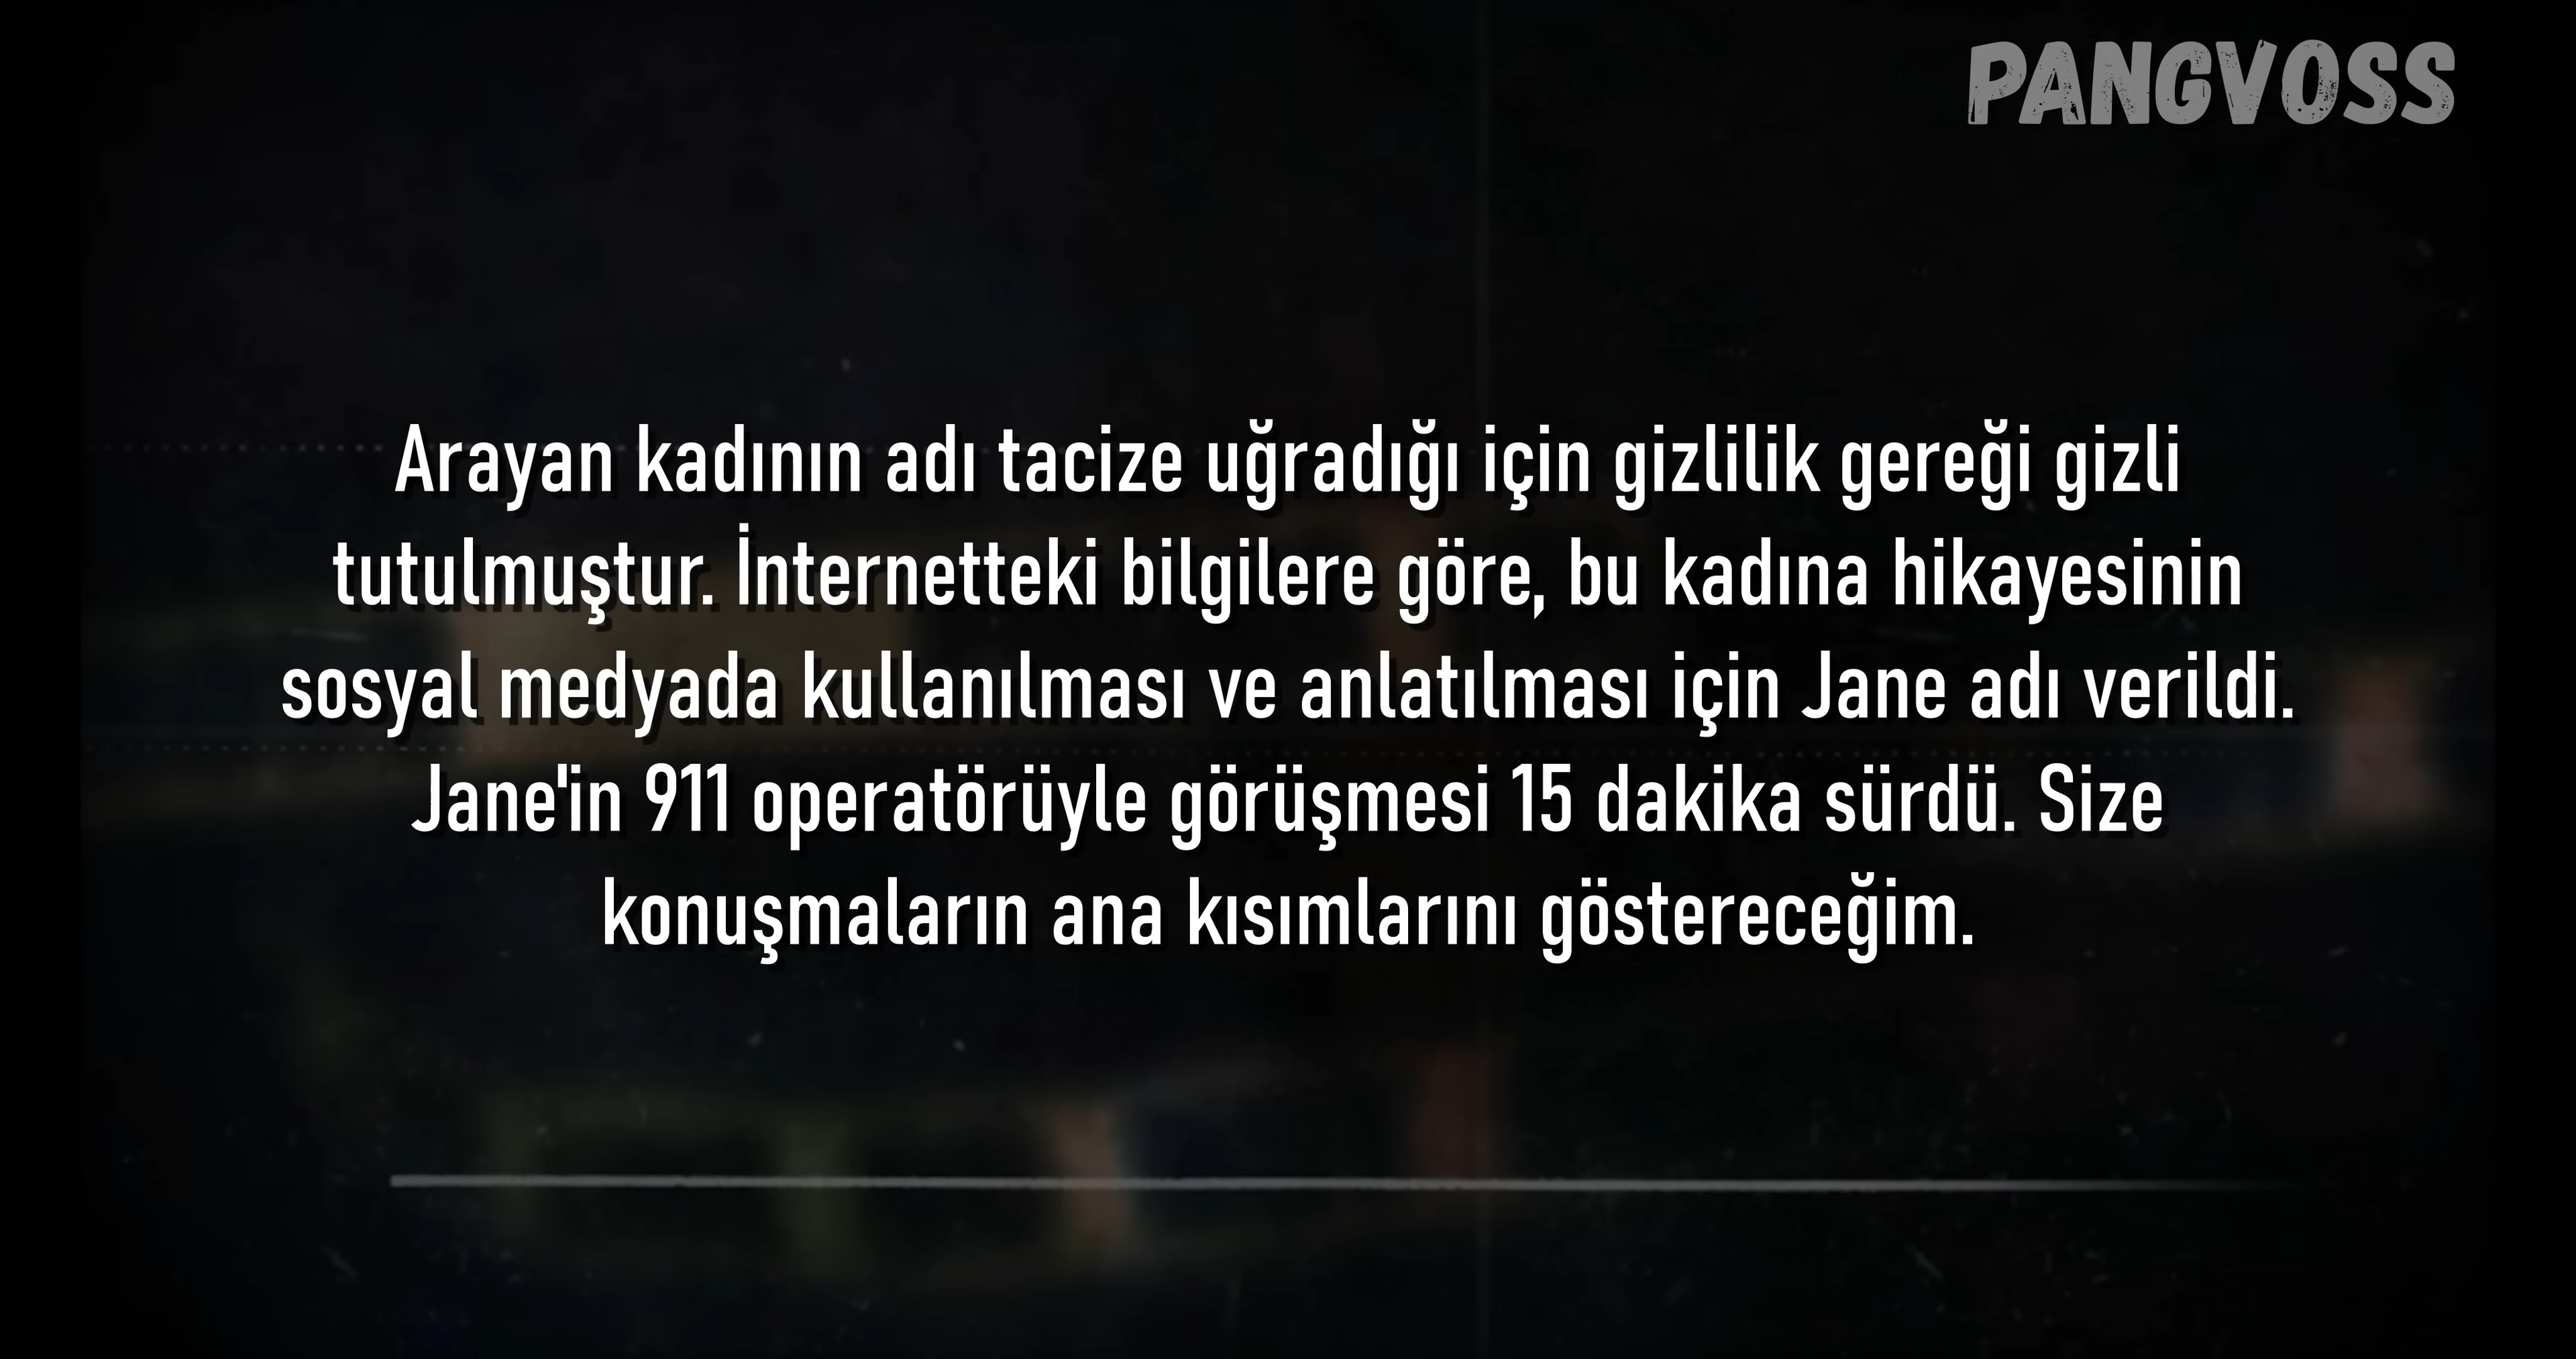 PANGVOSS
Arayan kadının adı tacize uğradığı için gizlilik gereği gizli
tutulmuştur. İnternetteki bilgilere göre, bu kadına hikayesinin
sosyal medyada kullanılması ve anlatılması için Jane adı verildi.
Jane'in 911 operatörüyle görüşmesi 15 dakika sürdü. Size
konuşmaların ana kısımlarını göstereceğim.